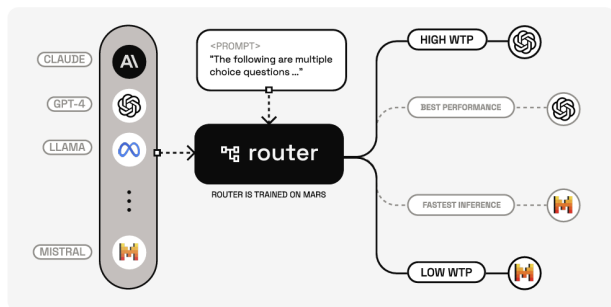 CLAUDE
GPT-4
LLAMA
MISTRAL
<PROMPT>
“The following are multiple
choice questions ...”
router
ROUTER IS TRAINED ON MARS
HIGH WTP
BEST PERFORMANCE
FASTEST INFERENCE
LOW WTP